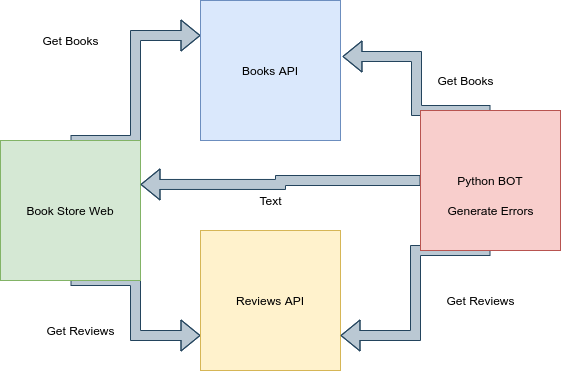 Get Books
Books API
Get Books
Python BOT
Generate Errors
Book Store Web
Text
Get Reviews
Reviews API
Get Reviews